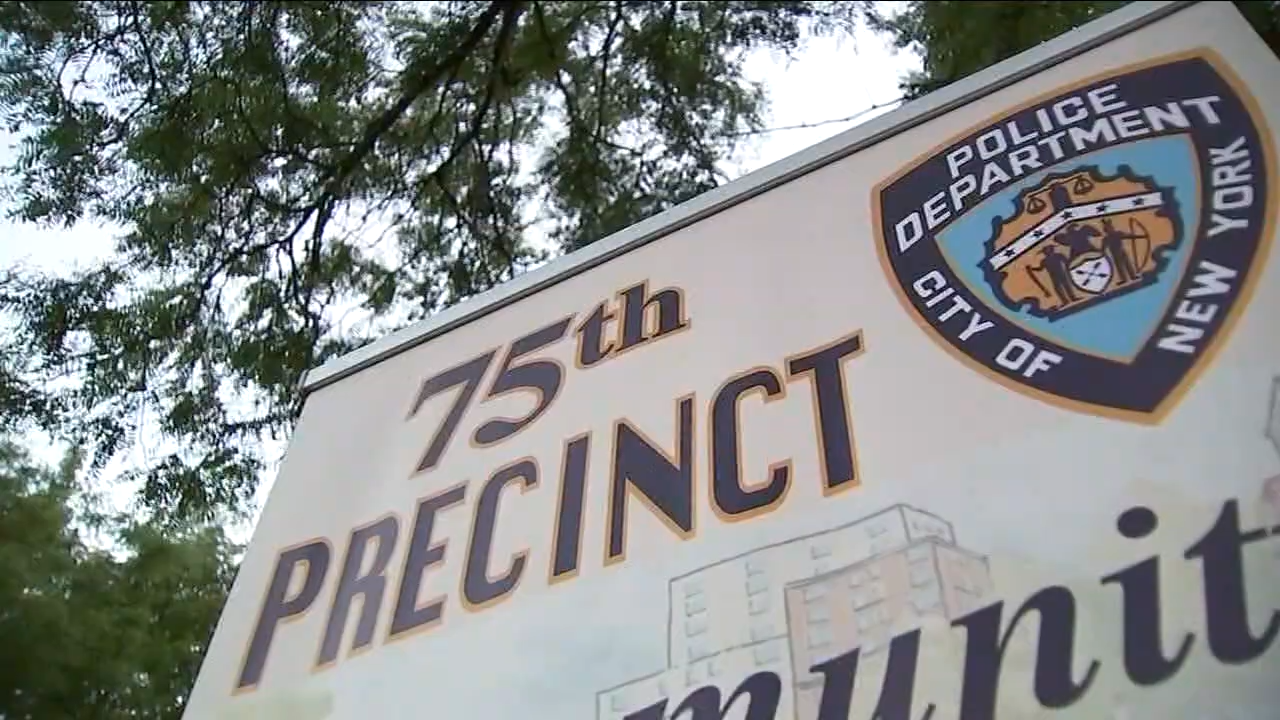 75th
PRECINCT
POLICE
DEPARTMENT
CITY OF
NEW YORK
munit